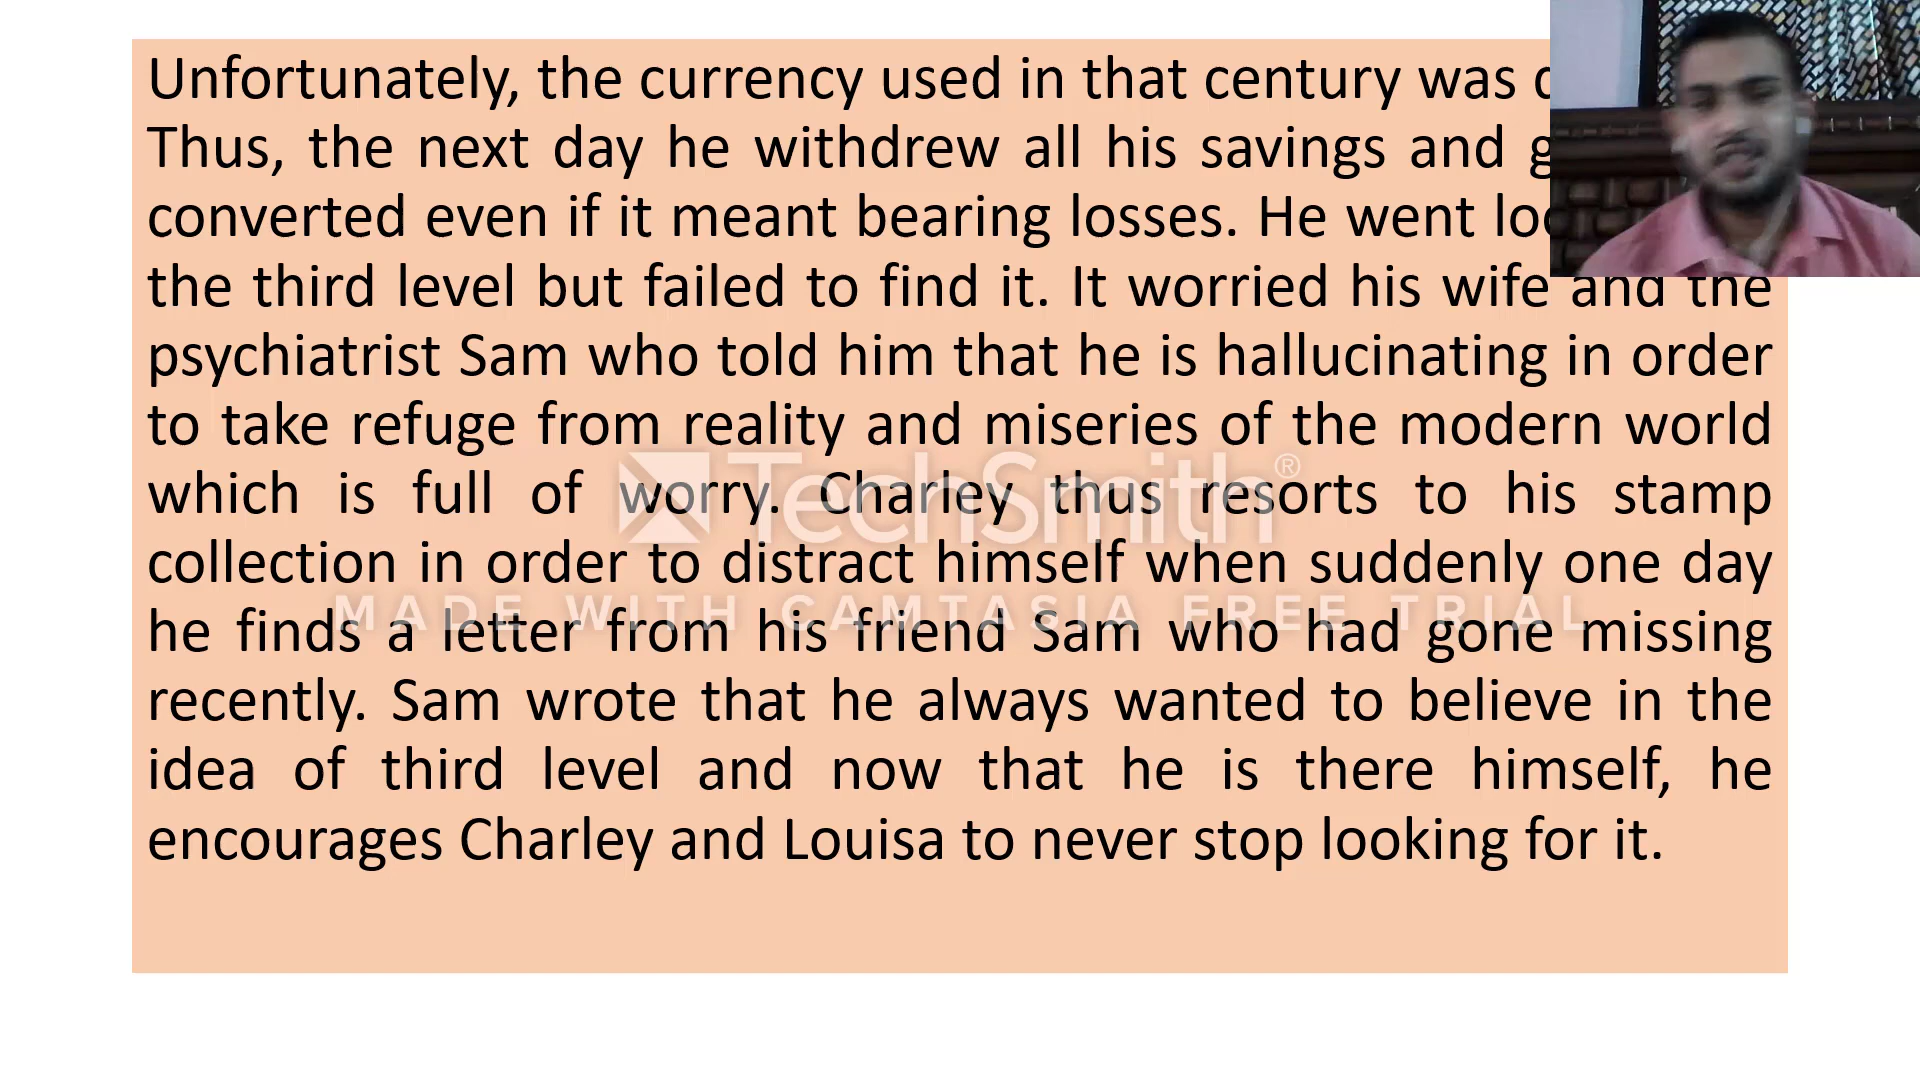 Unfortunately, the currency used in that century was
Thus, the next day he withdrew all his savings and
converted even if it meant bearing losses. He went
the third level but failed to find it. It worried his wife and the
psychiatrist Sam who told him that he is hallucinating in order
to take refuge from reality and miseries of the modern world
which is full of worry. Charley thus resorts to his stamp
TechSmith®
collection in order to distract himself when suddenly one day
MADE WITH CAMTASIA FREE TRIAL
he finds a letter from his friend Sam who had gone missing
recently. Sam wrote that he always wanted to believe in the
idea of third level and now that he is there himself, he
encourages Charley and Louisa to never stop looking for it.